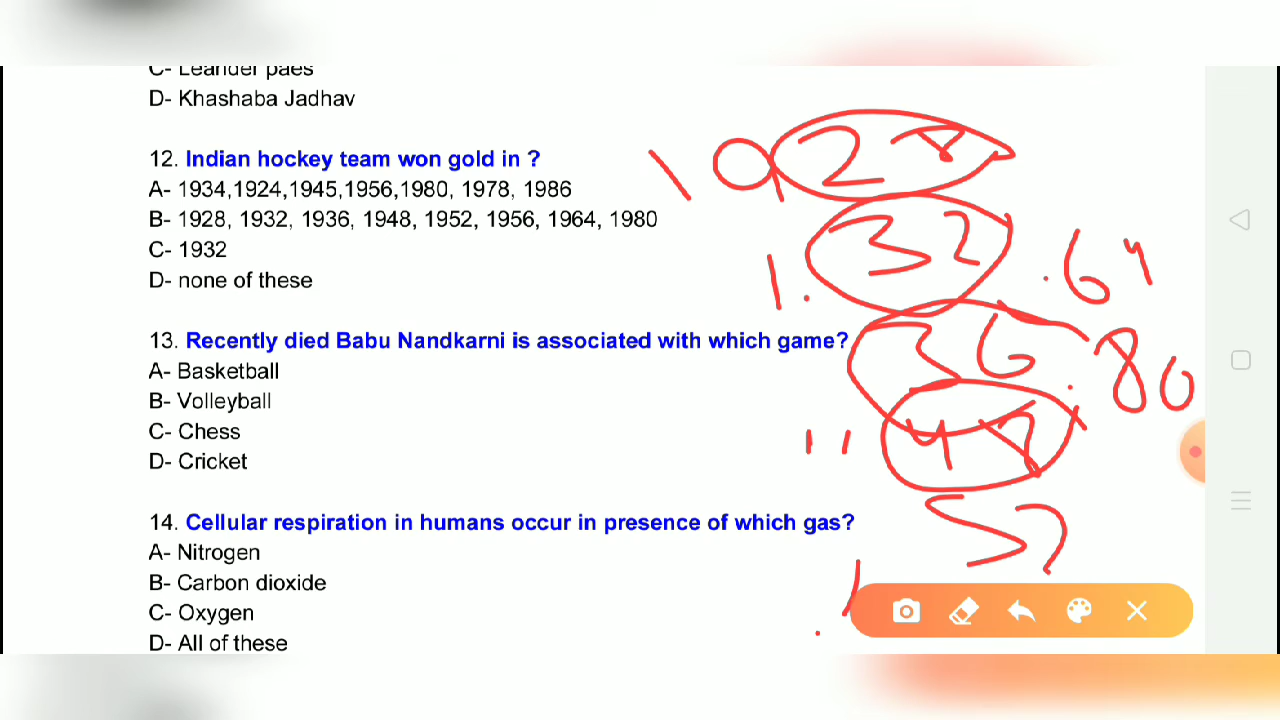 C- Leander paes
D- Khashaba Jadhav
12. Indian hockey team won gold in ?
A- 1934,1924,1945,1956,1980, 1978, 1986
B- 1928, 1932, 1936, 1948, 1952, 1956, 1964, 1980
C- 1932
D- none of these
13. Recently died Babu Nandkarni is associated with which game?
A- Basketball
B- Volleyball
C- Chess
D- Cricket
14. Cellular respiration in humans occur in presence of which gas?
A- Nitrogen
B- Carbon dioxide
C- Oxygen
D- All of these
1928
32
36
48
64
80